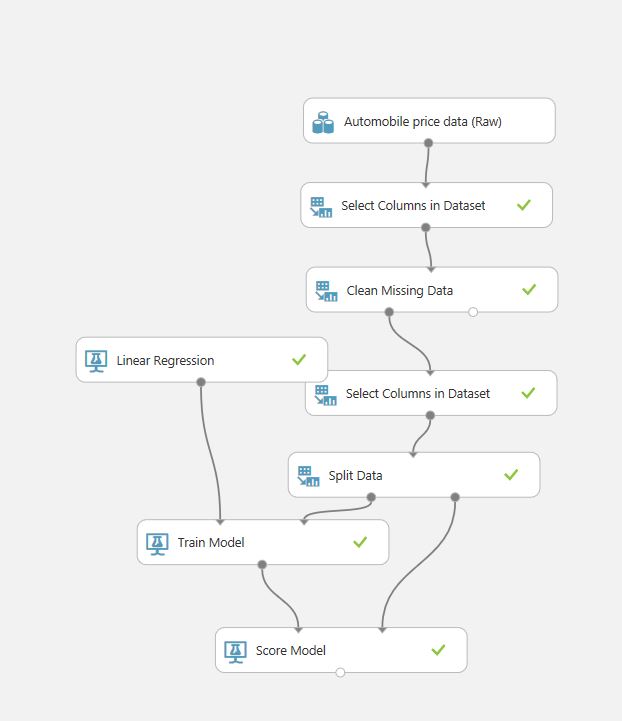 Automobile price data (Raw)
Select Columns in Dataset
Clean Missing Data
Linear Regression
Select Columns in Dataset
Split Data
Train Model
Score Model